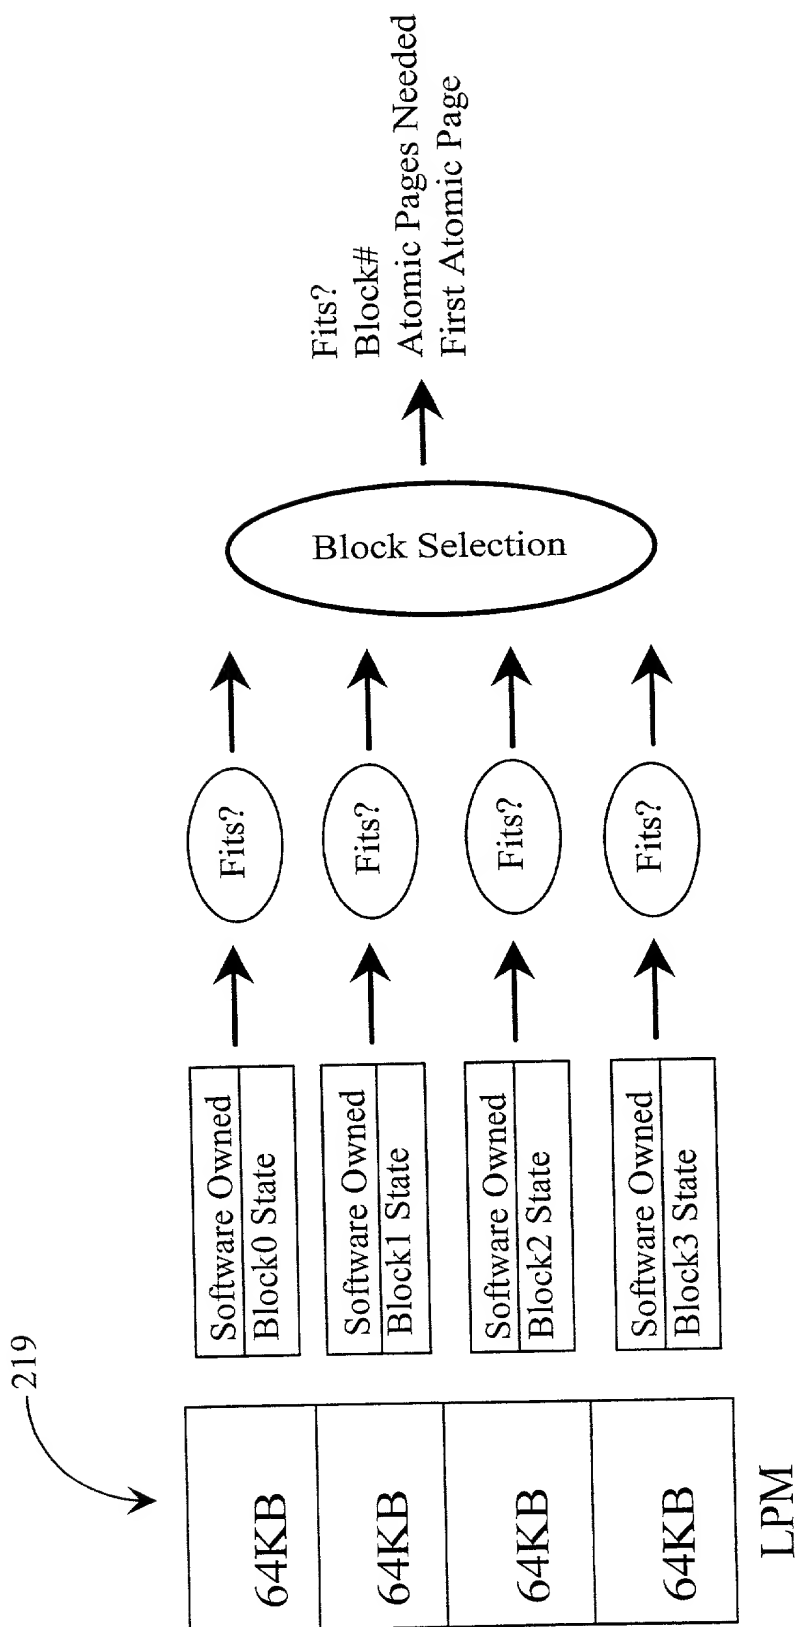 219
64KB
64KB
64KB
64KB
LPM
Software Owned
Block0 State
Software Owned
Block1 State
Software Owned
Block2 State
Software Owned
Block3 State
Fits?
Fits?
Fits?
Fits?
Block Selection
Fits?
Block#
Atomic Pages Needed
First Atomic Page